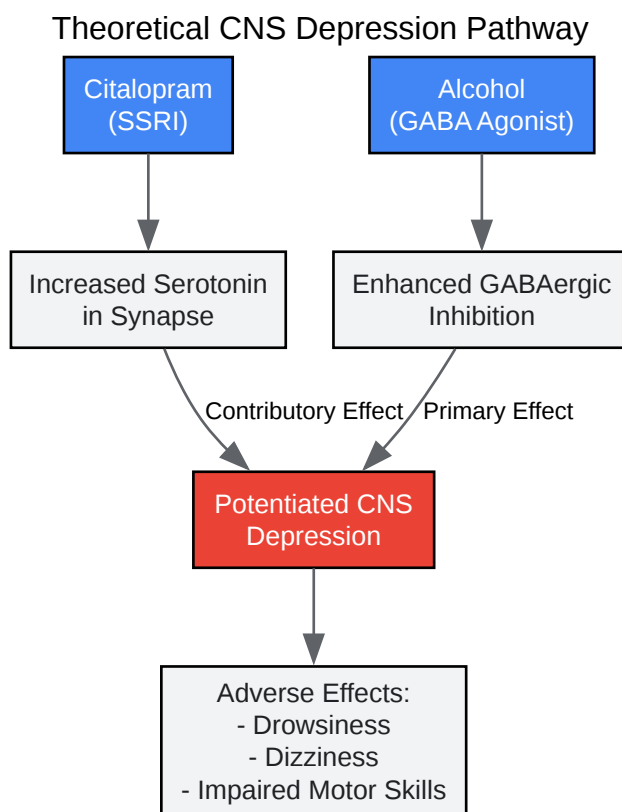 Theoretical CNS Depression Pathway
Citalopram
(SSRI)
Alcohol
(GABA Agonist)
Increased Serotonin
in Synapse
Enhanced GABAergic
Inhibition
Contributory Effect
Primary Effect
Potentiated CNS
Depression
Adverse Effects:
- Drowsiness
- Dizziness
- Impaired Motor Skills